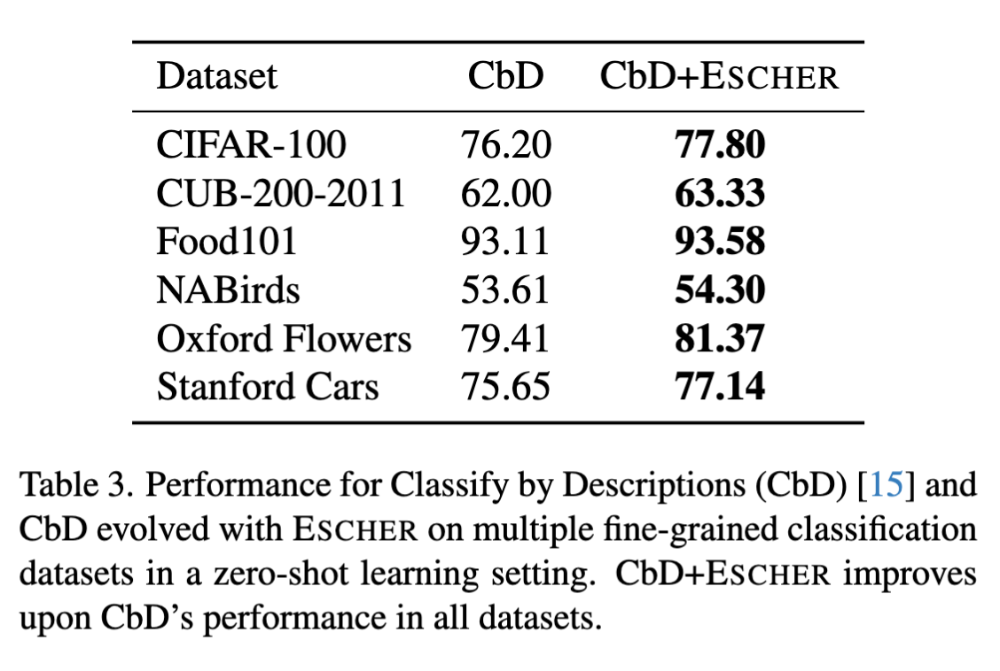 Dataset CbD CbD+ESCHER
CIFAR-100 76.20 77.80
CUB-200-2011 62.00 63.33
Food101 93.11 93.58
NABirds 53.61 54.30
Oxford Flowers 79.41 81.37
Stanford Cars 75.65 77.14
Table 3. Performance for Classify by Descriptions (CbD) [15] and
CbD evolved with ESCHER on multiple fine-grained classification
datasets in a zero-shot learning setting. CbD+ESCHER improves
upon CbD’s performance in all datasets.